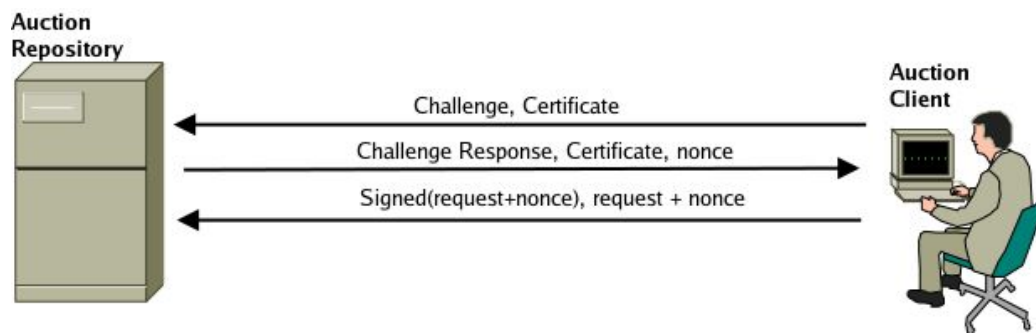 Auction
Repository
Auction
Client
Challenge, Certificate
Challenge Response, Certificate, nonce
Signed(request+nonce), request + nonce